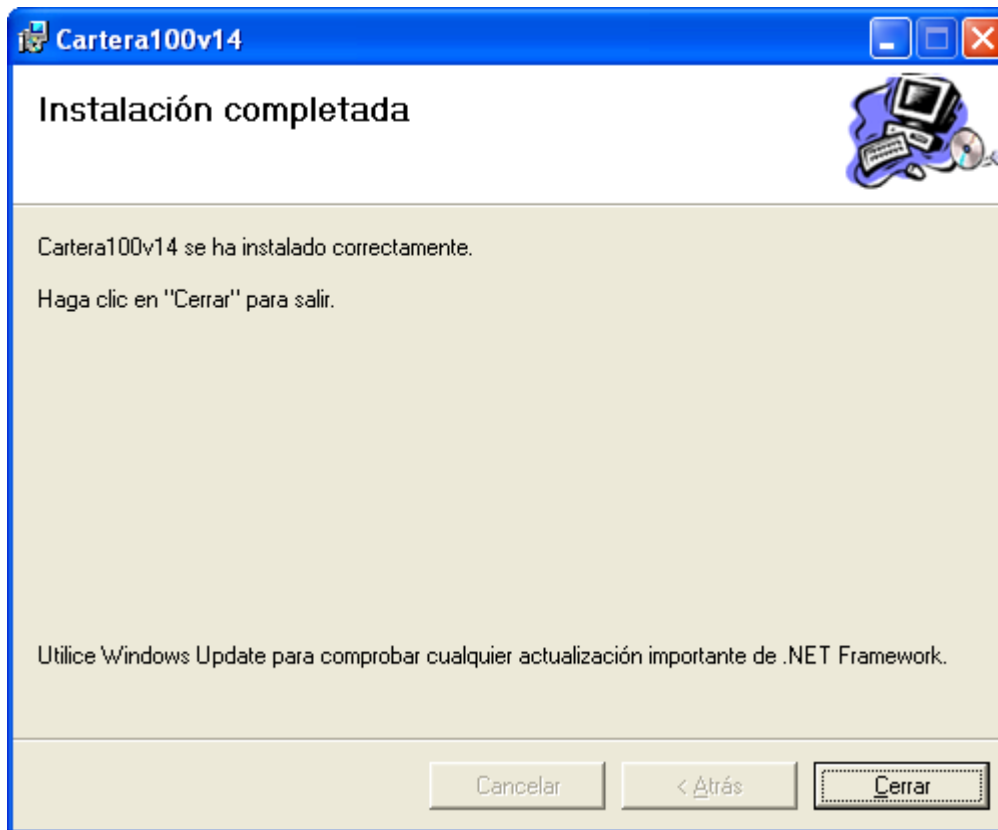 Cartera100v14
Instalación completada
Cartera100v14 se ha instalado correctamente.
Haga clic en "Cerrar" para salir.
Utilice Windows Update para comprobar cualquier actualización importante de .NET Framework.
Cancelar
< Atrás
Cerrar